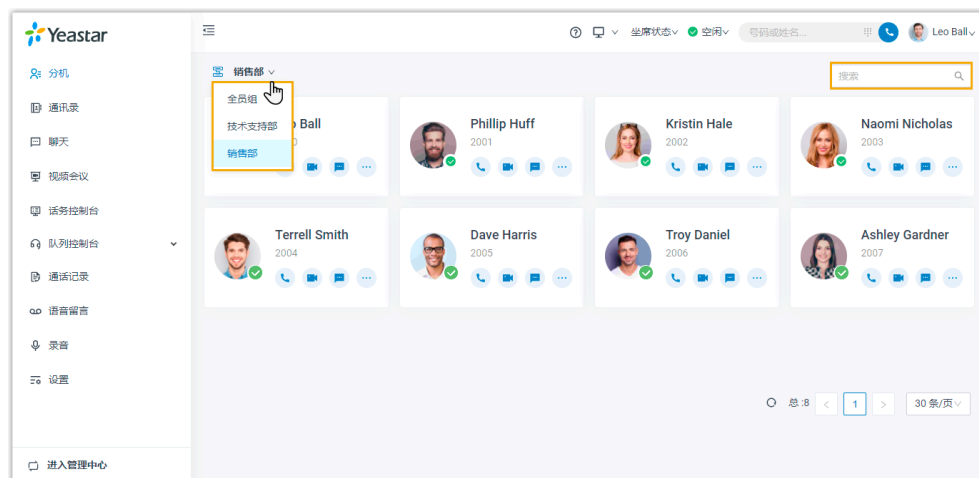 Yeastar
坐席状态 空闲 号码或姓名... Leo Ball
分机
通讯录
聊天
视频会议
话务控制台
队列控制台
通话记录
语音留言
录音
设置
进入管理中心
销售部
搜索
全员组
技术支持部
销售部
Ball
Phillip Huff
2001
Kristin Hale
2002
Naomi Nicholas
2003
Terrell Smith
2004
Dave Harris
2005
Troy Daniel
2006
Ashley Gardner
2007
总:8 < 1 > 30 条/页